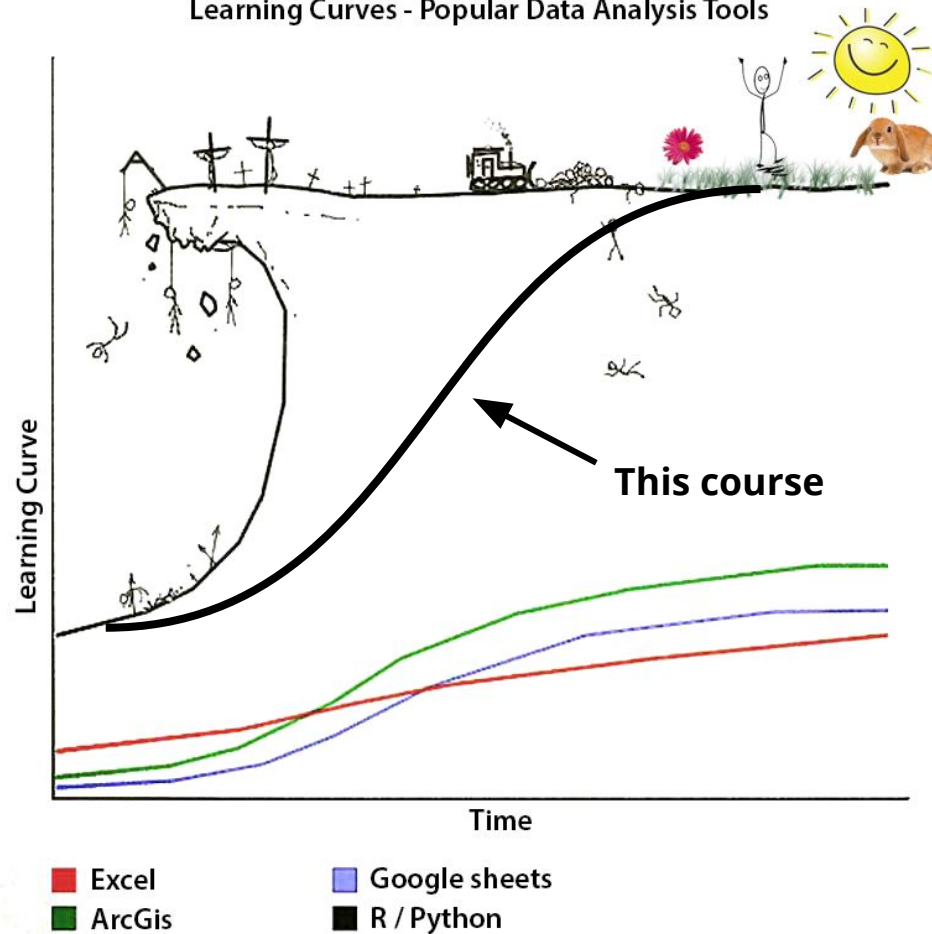 Learning Curves - Popular Data Analysis Tools
Learning Curve
This course
Time
Excel
Google sheets
ArcGis
R / Python